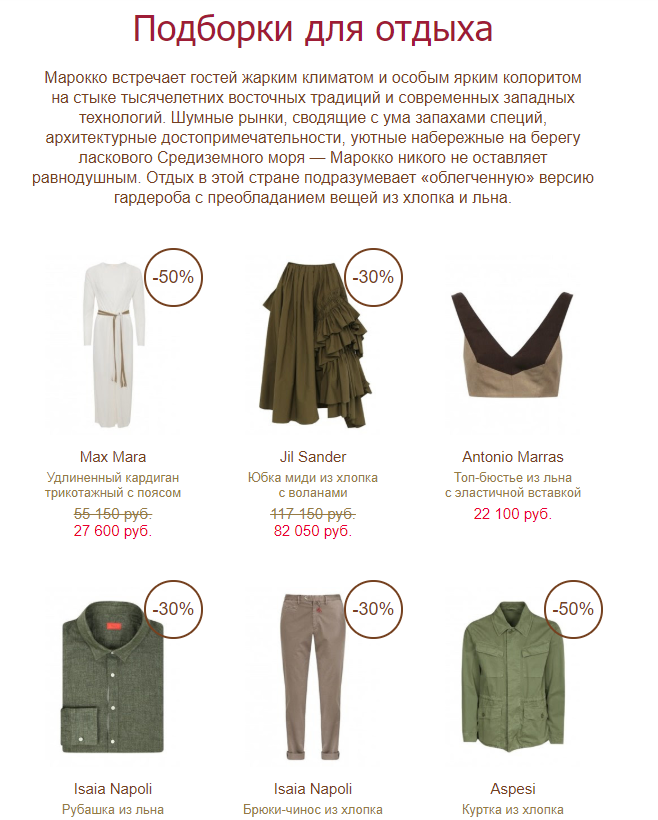 Подборки для отдыха
Марокко встречает гостей жарким климатом и особым ярким колоритом
на стыке тысячелетних восточных традиций и современных западных
технологий. Шумные рынки, сводящие с ума запахами специй,
архитектурные достопримечательности, уютные набережные на берегу
ласкового Средиземного моря — Марокко никого не оставляет
равнодушным. Отдых в этой стране подразумевает «облегченную» версию
гардероба с преобладанием вещей из хлопка и льна.
-50%
-30%
Max Mara
Удлиненный кардиган
трикотажный с поясом
55 150 руб.
27 600 руб.
Jil Sander
Юбка миди из хлопка
с воланами
117 150 руб.
82 050 руб.
Antonio Marras
Топ-бюстье из льна
с эластичной вставкой
22 100 руб.
-30%
-30%
-50%
Isaia Napoli
Рубашка из льна
Isaia Napoli
Брюки-чинос из хлопка
Aspesi
Куртка из хлопка